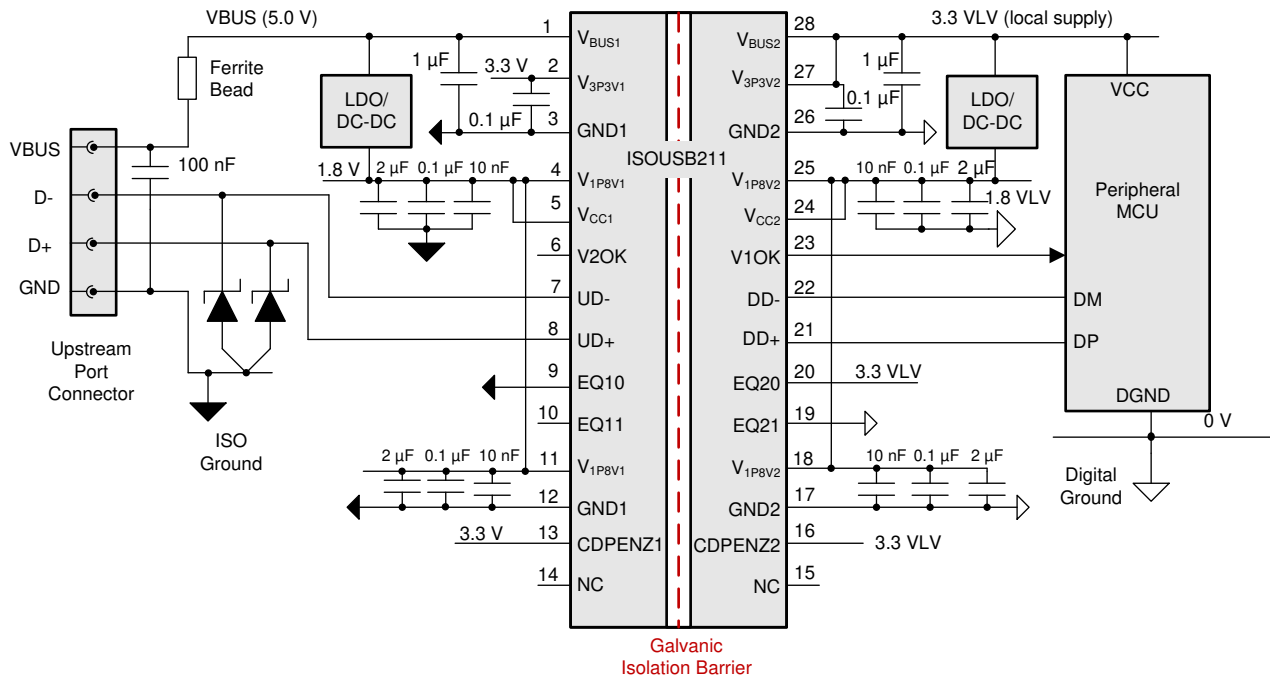 VBUS (5.0 V)
Ferrite
Bead
VBUS
D-
D+
GND
Upstream
Port
Connector
100 nF
ISO
Ground
LDO/
DC-DC
1 µF
3.3 V
0.1 µF
1.8 V
2 µF
0.1 µF
10 nF
2 µF
0.1 µF
10 nF
3.3 V
1
2
3
4
5
6
7
8
9
10
11
12
13
14
VBUS1
V3P3V1
GND1
V1P8V1
VCC1
V2OK
UD-
UD+
EQ10
EQ11
V1P8V1
GND1
CDPENZ1
NC
ISOUSB211
VBUS2
V3P3V2
GND2
V1P8V2
VCC2
V1OK
DD-
DD+
EQ20
EQ21
V1P8V2
GND2
CDPENZ2
NC
28
27
26
25
24
23
22
21
20
19
18
17
16
15
3.3 VLV (local supply)
1 µF
0.1
µF
LDO/
DC-DC
10 nF
0.1 µF
2 µF
1.8 VLV
3.3 VLV
10 nF
0.1 µF
2 µF
3.3 VLV
VCC
Peripheral
MCU
DM
DP
DGND
0 V
Digital
Ground
Galvanic
Isolation Barrier